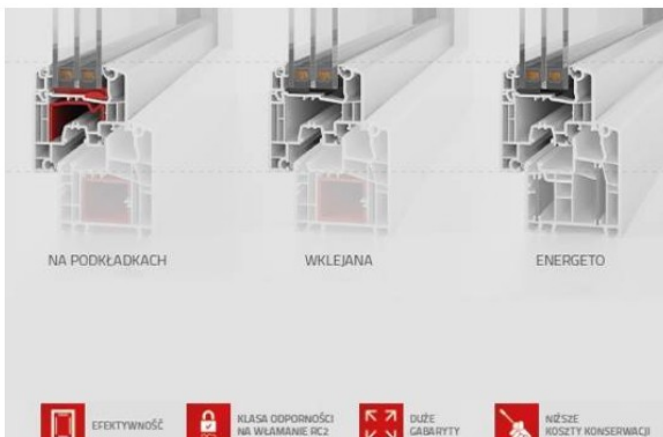 NA PODKŁADKACH
WKLEJANA
ENERGETO
EFEKTYWNOŚĆ
KLASA ODPORNOŚCI
NA WŁAMANIE RC2
DUŻE
GABARYTY
NIŻSZE
KOSZTY KONSERWACJI